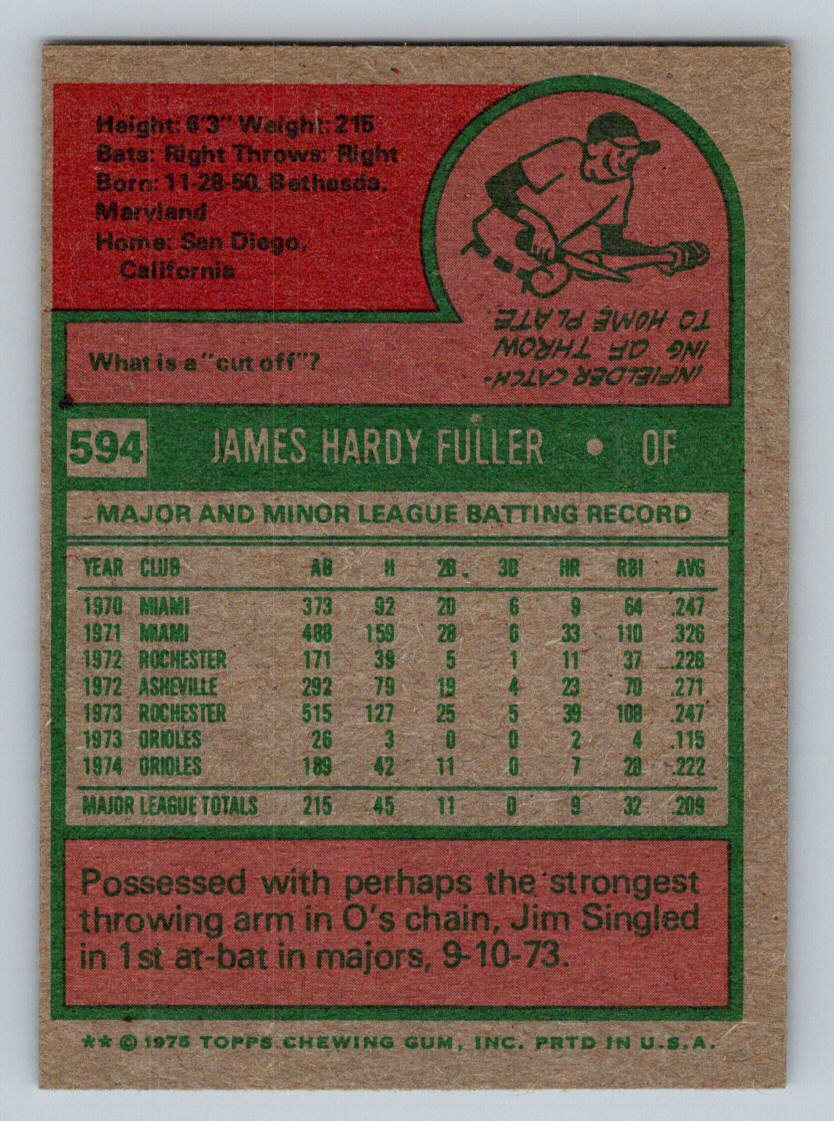 Height: 6'3" Weight: 215
Bats: Right Throws: Right
Born: 11-28-50, Bethesda,
Maryland
Home: San Diego,
California
What is a "cut off"?
INFIELDER CATCH-
ING OF THROW
TO HOME PLATE.
594 JAMES HARDY FULLER • OF
MAJOR AND MINOR LEAGUE BATTING RECORD
YEAR CLUB AB H 2B. 3B HR RBI AVG
1970 MIAMI 373 92 20 6 9 64 .247
1971 MIAMI 488 159 28 6 33 110 .326
1972 ROCHESTER 171 39 5 1 11 37 .228
1972 ASHEVILLE 292 79 19 4 23 70 .271
1973 ROCHESTER 515 127 25 5 39 108 .247
1973 ORIOLES 26 3 0 0 2 4 .115
1974 ORIOLES 189 42 11 0 7 28 .222
MAJOR LEAGUE TOTALS 215 45 11 0 9 32 .209
Possessed with perhaps the strongest
throwing arm in O's chain, Jim Singled
in 1st at-bat in majors, 9-10-73.
** © 1975 TOPPS CHEWING GUM, INC. PRTD IN U.S.A.